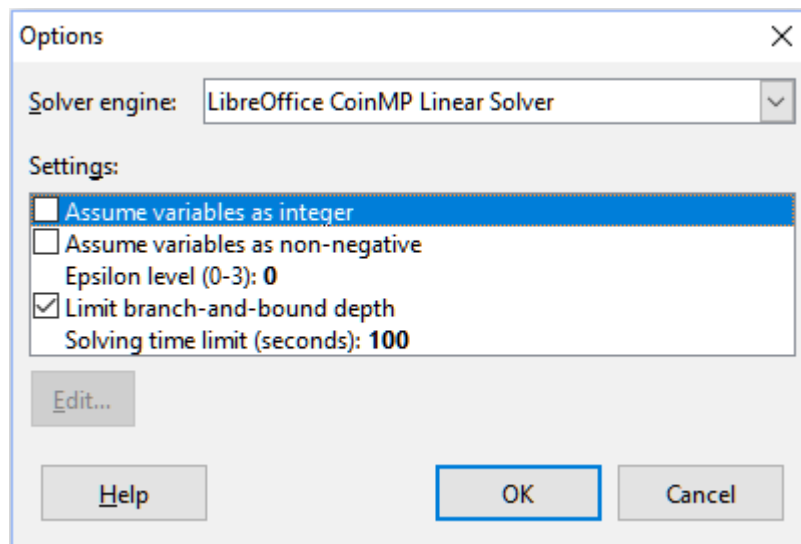 Options
Solver engine: LibreOffice CoinMP Linear Solver
Settings:
Assume variables as integer
Assume variables as non-negative
Epsilon level (0-3): 0
Limit branch-and-bound depth
Solving time limit (seconds): 100
Edit...
Help OK Cancel